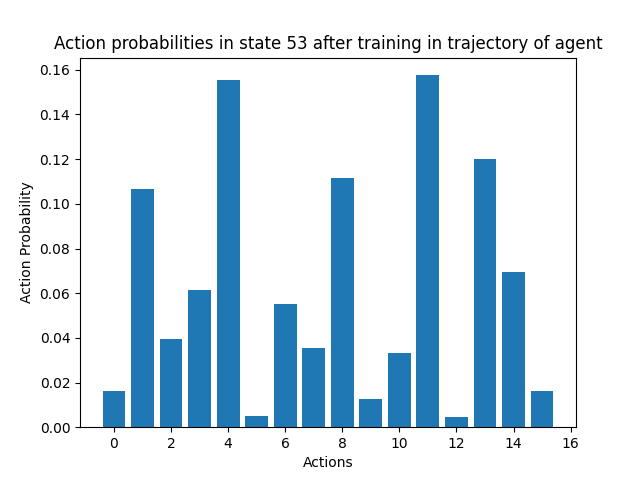 Action probabilities in state 53 after training in trajectory of agent
0.16
0.14
0.12
0.10
0.08
0.06
0.04
0.02
0.00
Action Probability
0 2 4 6 8 10 12 14 16
Actions